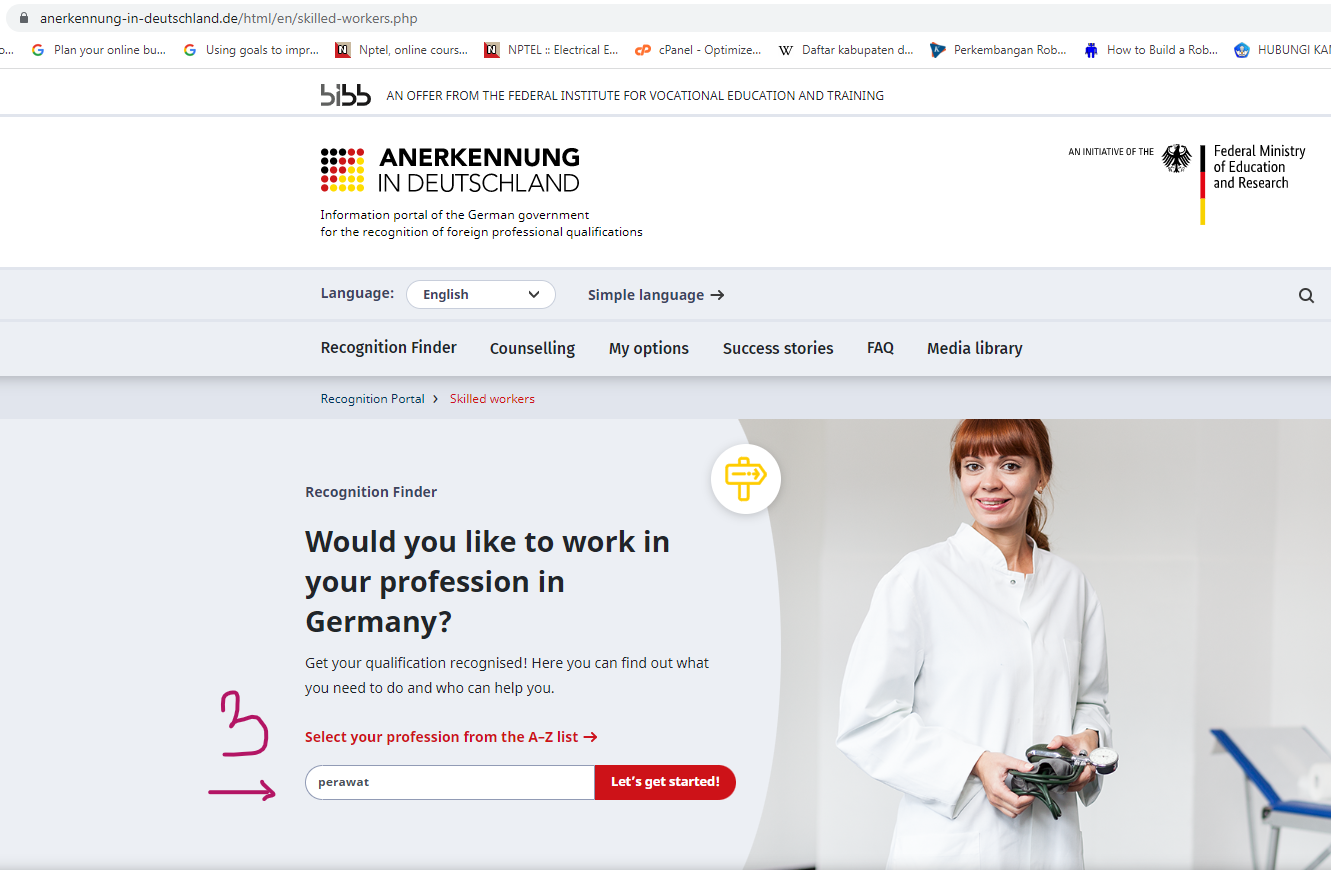 anerkennung-in-deutschland.de/html/en/skilled-workers.php
o... Plan your online bu... Using goals to impr... Nptel, online cours... NPTEL :: Electrical E... cPanel - Optimize... Daftar kabupaten d... Perkembangan Rob... How to Build a Rob... HUBUNGI KAN
bibb AN OFFER FROM THE FEDERAL INSTITUTE FOR VOCATIONAL EDUCATION AND TRAINING
ANERKENNUNG
IN DEUTSCHLAND
Information portal of the German government
for the recognition of foreign professional qualifications
AN INITIATIVE OF THE
Federal Ministry
of Education
and Research
Language: English Simple language →
Recognition Finder Counselling My options Success stories FAQ Media library
Recognition Portal > Skilled workers
Recognition Finder
Would you like to work in
your profession in
Germany?
Get your qualification recognised! Here you can find out what
you need to do and who can help you.
3
Select your profession from the A–Z list →
perawat Let's get started!